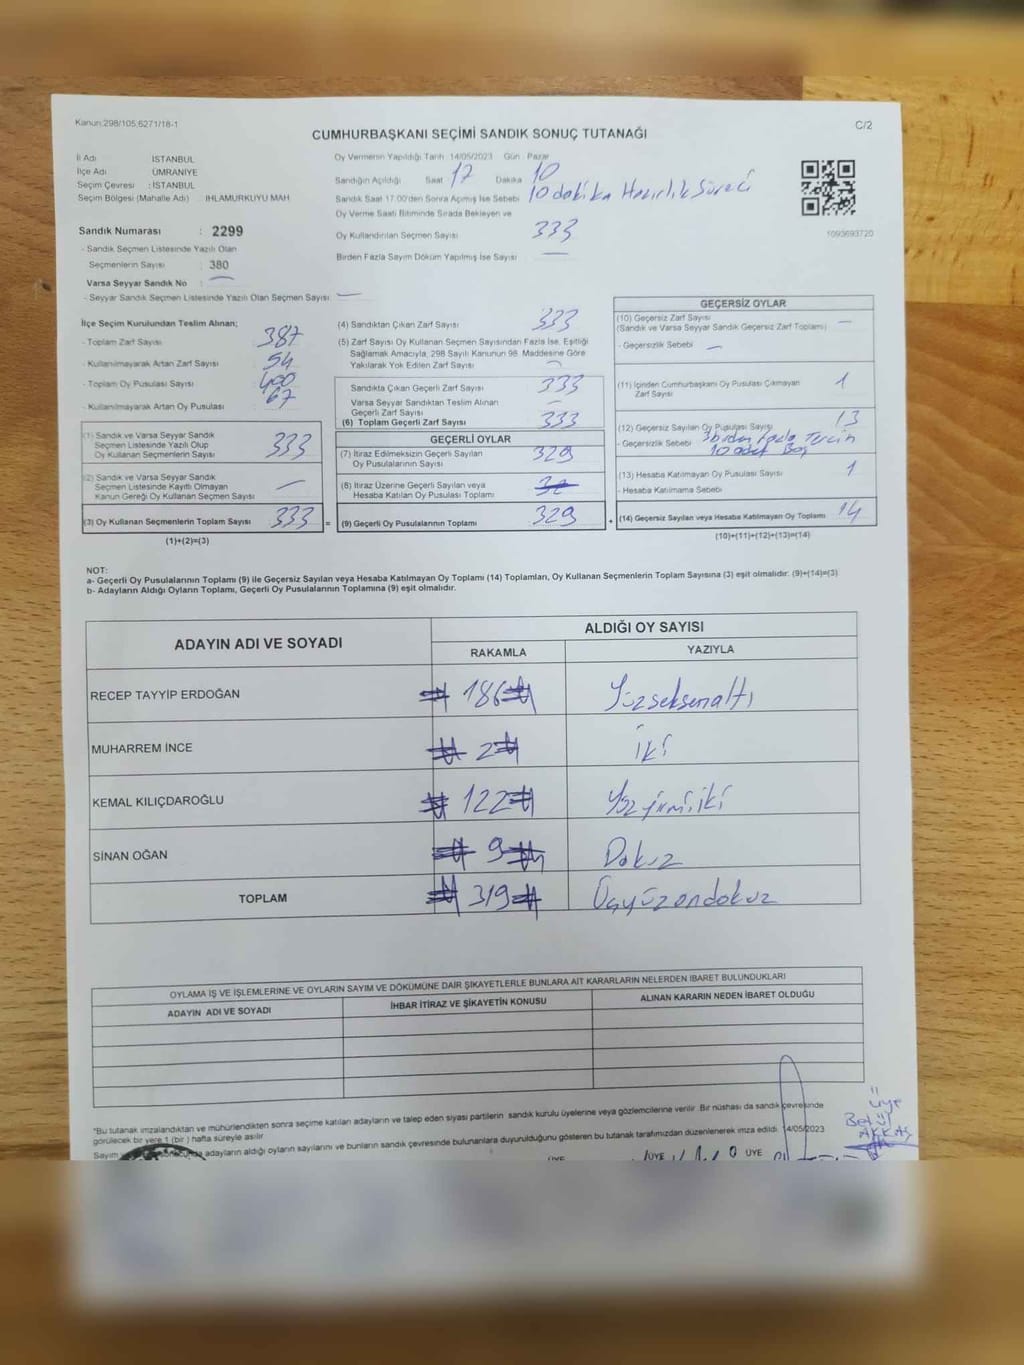 Kanun:298/105,6271/18-1
C/2
CUMHURBAŞKANI SEÇİMİ SANDIK SONUÇ TUTANAĞI
İl Adı İSTANBUL
İlçe Adı ÜMRANİYE
Seçim Çevresi : İSTANBUL
Seçim Bölgesi (Mahalle Adı) IHLAMURKUYU MAH.
Sandık Numarası : 2299
- Sandık Seçmen Listesinde Yazılı Olan
Seçmenlerin Sayısı : 380
Varsa Seyyar Sandık No :
- Seyyar Sandık Seçmen Listesinde Yazılı Olan Seçmen Sayısı: —
Oy Vermenin Yapıldığı Tarih 14/05/2023 Gün : Pazar
Sandığın Açıldığı Saat 17 Dakika 10
Sandık Saat 17.00'den Sonra Açılmış İse Sebebi 10 dakika Hazırlık Süreci
Oy Verme Saati Bitiminde Sırada Bekleyen ve
Oy Kullandırılan Seçmen Sayısı 333
Birden Fazla Sayım Döküm Yapılmış İse Sayısı —
1093693720
İlçe Seçim Kurulundan Teslim Alınan;
- Toplam Zarf Sayısı 387
- Kullanılmayarak Artan Zarf Sayısı 54
- Toplam Oy Pusulası Sayısı 400
- Kullanılmayarak Artan Oy Pusulası 67
(1) Sandık ve Varsa Seyyar Sandık
Seçmen Listesinde Yazılı Olup
Oy Kullanan Seçmenlerin Sayısı 333
(2) Sandık ve Varsa Seyyar Sandık
Seçmen Listesinde Kayıtlı Olmayan
Kanun Gereği Oy Kullanan Seçmen Sayısı —
(3) Oy Kullanan Seçmenlerin Toplam Sayısı 333 =
(1)+(2)=(3)
(4) Sandıktan Çıkan Zarf Sayısı 333
(5) Zarf Sayısı Oy Kullanan Seçmen Sayısından Fazla İse, Eşitliği
Sağlamak Amacıyla, 298 Sayılı Kanunun 98. Maddesine Göre
Yakılarak Yok Edilen Zarf Sayısı —
Sandıkta Çıkan Geçerli Zarf Sayısı 333
Varsa Seyyar Sandıktan Teslim Alınan
Geçerli Zarf Sayısı —
(6) Toplam Geçerli Zarf Sayısı 333
GEÇERLİ OYLAR
(7) İtiraz Edilmeksizin Geçerli Sayılan
Oy Pusulalarının Sayısı 329
(8) İtiraz Üzerine Geçerli Sayılan veya
Hesaba Katılan Oy Pusulası Toplamı
(9) Geçerli Oy Pusulalarının Toplamı 329 +
GEÇERSİZ OYLAR
(10) Geçersiz Zarf Sayısı
(Sandık ve Varsa Seyyar Sandık Geçersiz Zarf Toplamı) —
- Geçersizlik Sebebi —
(11) İçinden Cumhurbaşkanı Oy Pusulası Çıkmayan
Zarf Sayısı 1
(12) Geçersiz Sayılan Oy Pusulası Sayısı 13
- Geçersizlik Sebebi 3 birden fazla Tercih
10 adet Boş
(13) Hesaba Katılmayan Oy Pusulası Sayısı 1
- Hesaba Katılmama Sebebi
(14) Geçersiz Sayılan veya Hesaba Katılmayan Oy Toplamı 14
(10)+(11)+(12)+(13)=(14)
NOT:
a- Geçerli Oy Pusulalarının Toplamı (9) ile Geçersiz Sayılan veya Hesaba Katılmayan Oy Toplamı (14) Toplamları, Oy Kullanan Seçmenlerin Toplam Sayısına (3) eşit olmalıdır. (9)+(14)=(3)
b- Adayların Aldığı Oyların Toplamı, Geçerli Oy Pusulalarının Toplamına (9) eşit olmalıdır.
ADAYIN ADI VE SOYADI ALDIĞI OY SAYISI
RAKAMLA YAZIYLA
RECEP TAYYİP ERDOĞAN 186 Yüzseksenaltı
MUHARREM İNCE 2 İki
KEMAL KILIÇDAROĞLU 122 Yüzyirmiiki
SİNAN OĞAN 9 Dokuz
TOPLAM 319 Üçyüzondokuz
OYLAMA İŞ VE İŞLEMLERİNE VE OYLARIN SAYIM VE DÖKÜMÜNE DAİR ŞİKAYETLERLE BUNLARA AİT KARARLARIN NELERDEN İBARET BULUNDUKLARI
ADAYIN ADI VE SOYADI İHBAR İTİRAZ VE ŞİKAYETİN KONUSU ALINAN KARARIN NEDEN İBARET OLDUĞU
*Bu tutanak imzalandıktan ve mühürlendikten sonra seçime katılan adayların ve talep eden siyasi partilerin sandık kurulu üyelerine veya gözlemcilerine verilir. Bir nüshası da sandık çevresinde
görülecek bir yere 1 (bir) hafta süreyle asılır.
Sayım adayların aldığı oyların sayılarını ve bunların sandık çevresinde bulunanlara duyurulduğunu gösteren bu tutanak tarafımızdan düzenlenerek imza edildi. 14/05/2023
ÜYE ÜYE ÜYE
Üye